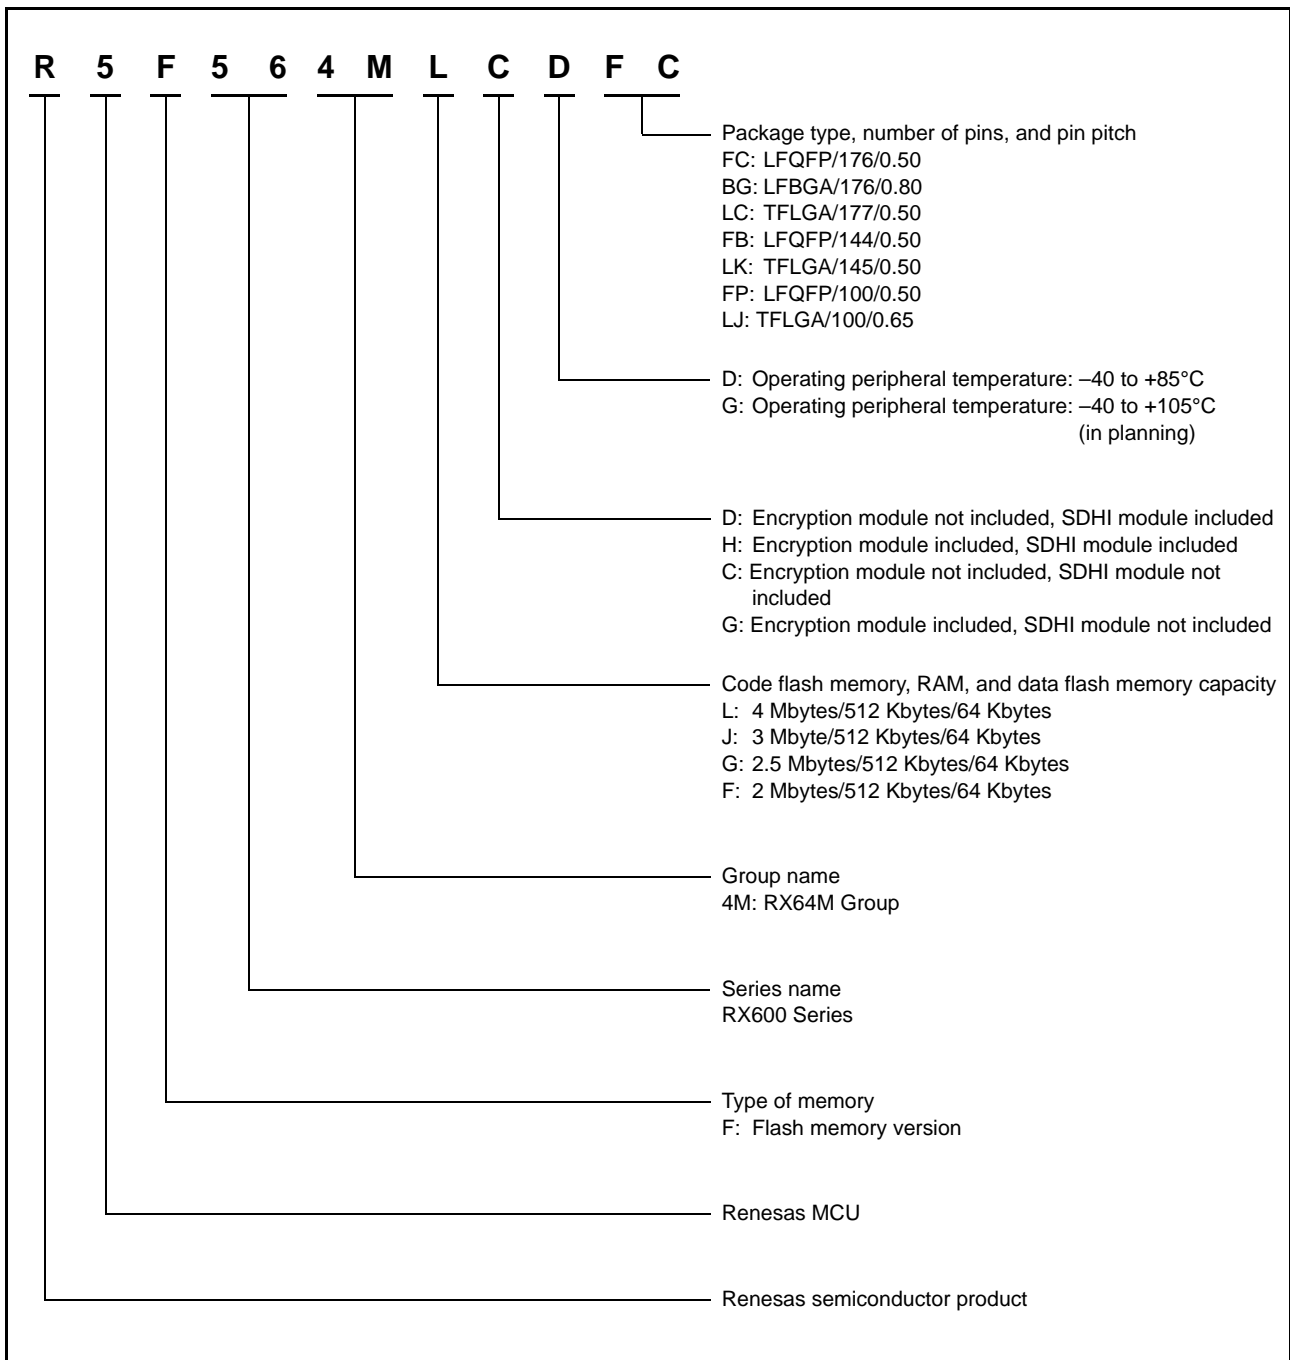 R 5 F 5 6 4 M L C D F C
Package type, number of pins, and pin pitch
FC: LFQFP/176/0.50
BG: LFBGA/176/0.80
LC: TFLGA/177/0.50
FB: LFQFP/144/0.50
LK: TFLGA/145/0.50
FP: LFQFP/100/0.50
LJ: TFLGA/100/0.65
D: Operating peripheral temperature: –40 to +85°C
G: Operating peripheral temperature: –40 to +105°C
(in planning)
D: Encryption module not included, SDHI module included
H: Encryption module included, SDHI module included
C: Encryption module not included, SDHI module not
included
G: Encryption module included, SDHI module not included
Code flash memory, RAM, and data flash memory capacity
L: 4 Mbytes/512 Kbytes/64 Kbytes
J: 3 Mbyte/512 Kbytes/64 Kbytes
G: 2.5 Mbytes/512 Kbytes/64 Kbytes
F: 2 Mbytes/512 Kbytes/64 Kbytes
Group name
4M: RX64M Group
Series name
RX600 Series
Type of memory
F: Flash memory version
Renesas MCU
Renesas semiconductor product